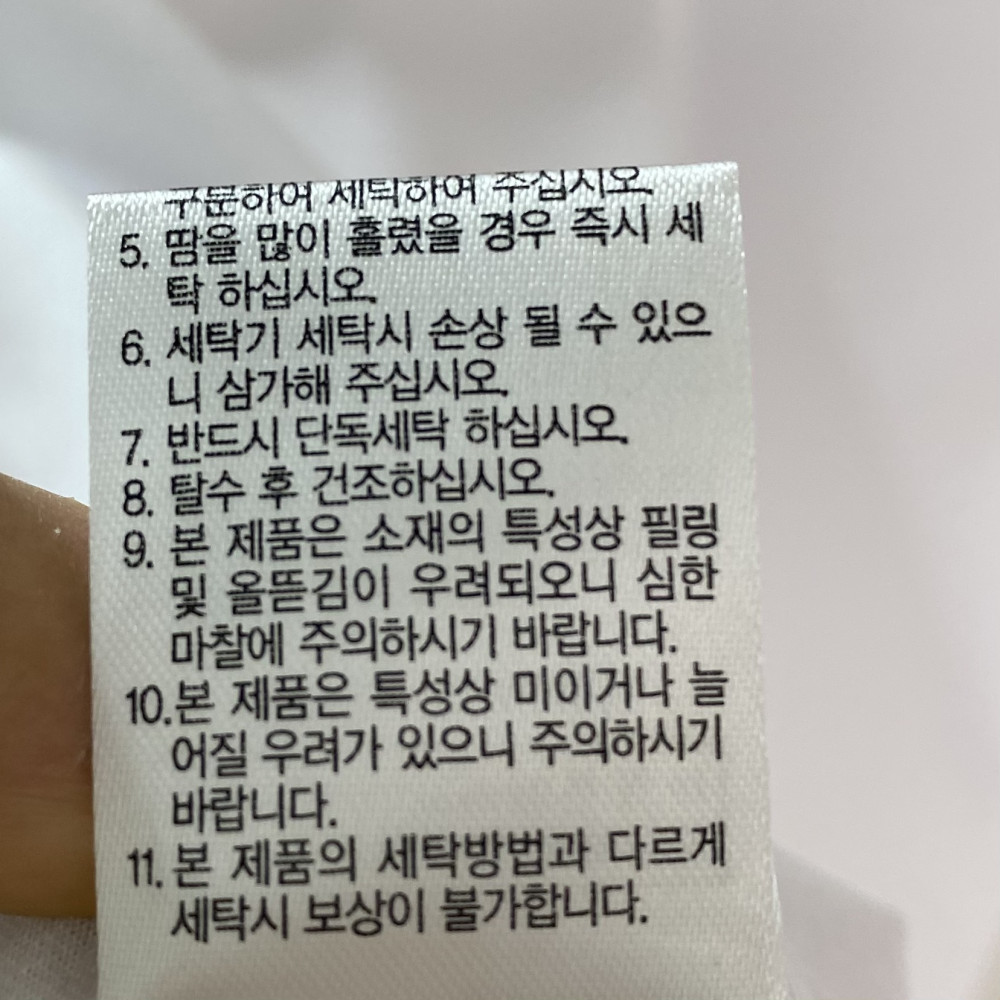 구분하여 세탁하여 주십시오.
5. 땀을 많이 흘렸을 경우 즉시 세
탁 하십시오.
6. 세탁기 세탁시 손상 될 수 있으
니 삼가해 주십시오.
7. 반드시 단독세탁 하십시오.
8. 탈수 후 건조하십시오.
9. 본 제품은 소재의 특성상 필링
및 올뜯김이 우려되오니 심한
마찰에 주의하시기 바랍니다.
10.본 제품은 특성상 미이거나 늘
어질 우려가 있으니 주의하시기
바랍니다.
11.본 제품의 세탁방법과 다르게
세탁시 보상이 불가합니다.